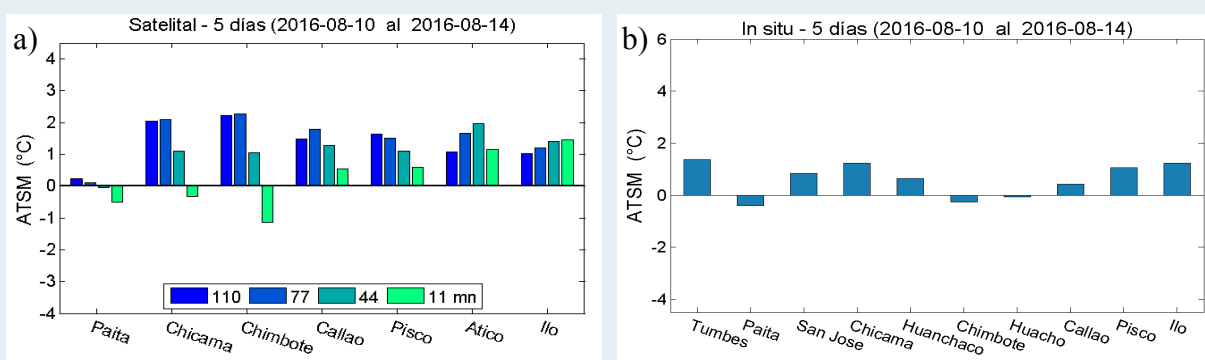 a)
Satelital - 5 días (2016-08-10 al 2016-08-14)
ATSM (°C)
4
3
2
1
0
-1
-2
-3
-4
110 77 44 11 mn
Paita Chicama Chimbote Callao Pisco Atico Ilo
b)
In situ - 5 días (2016-08-10 al 2016-08-14)
ATSM (°C)
6
4
2
0
-2
-4
Tumbes Paita San Jose Chicama Huanchaco Chimbote Huacho Callao Pisco Ilo